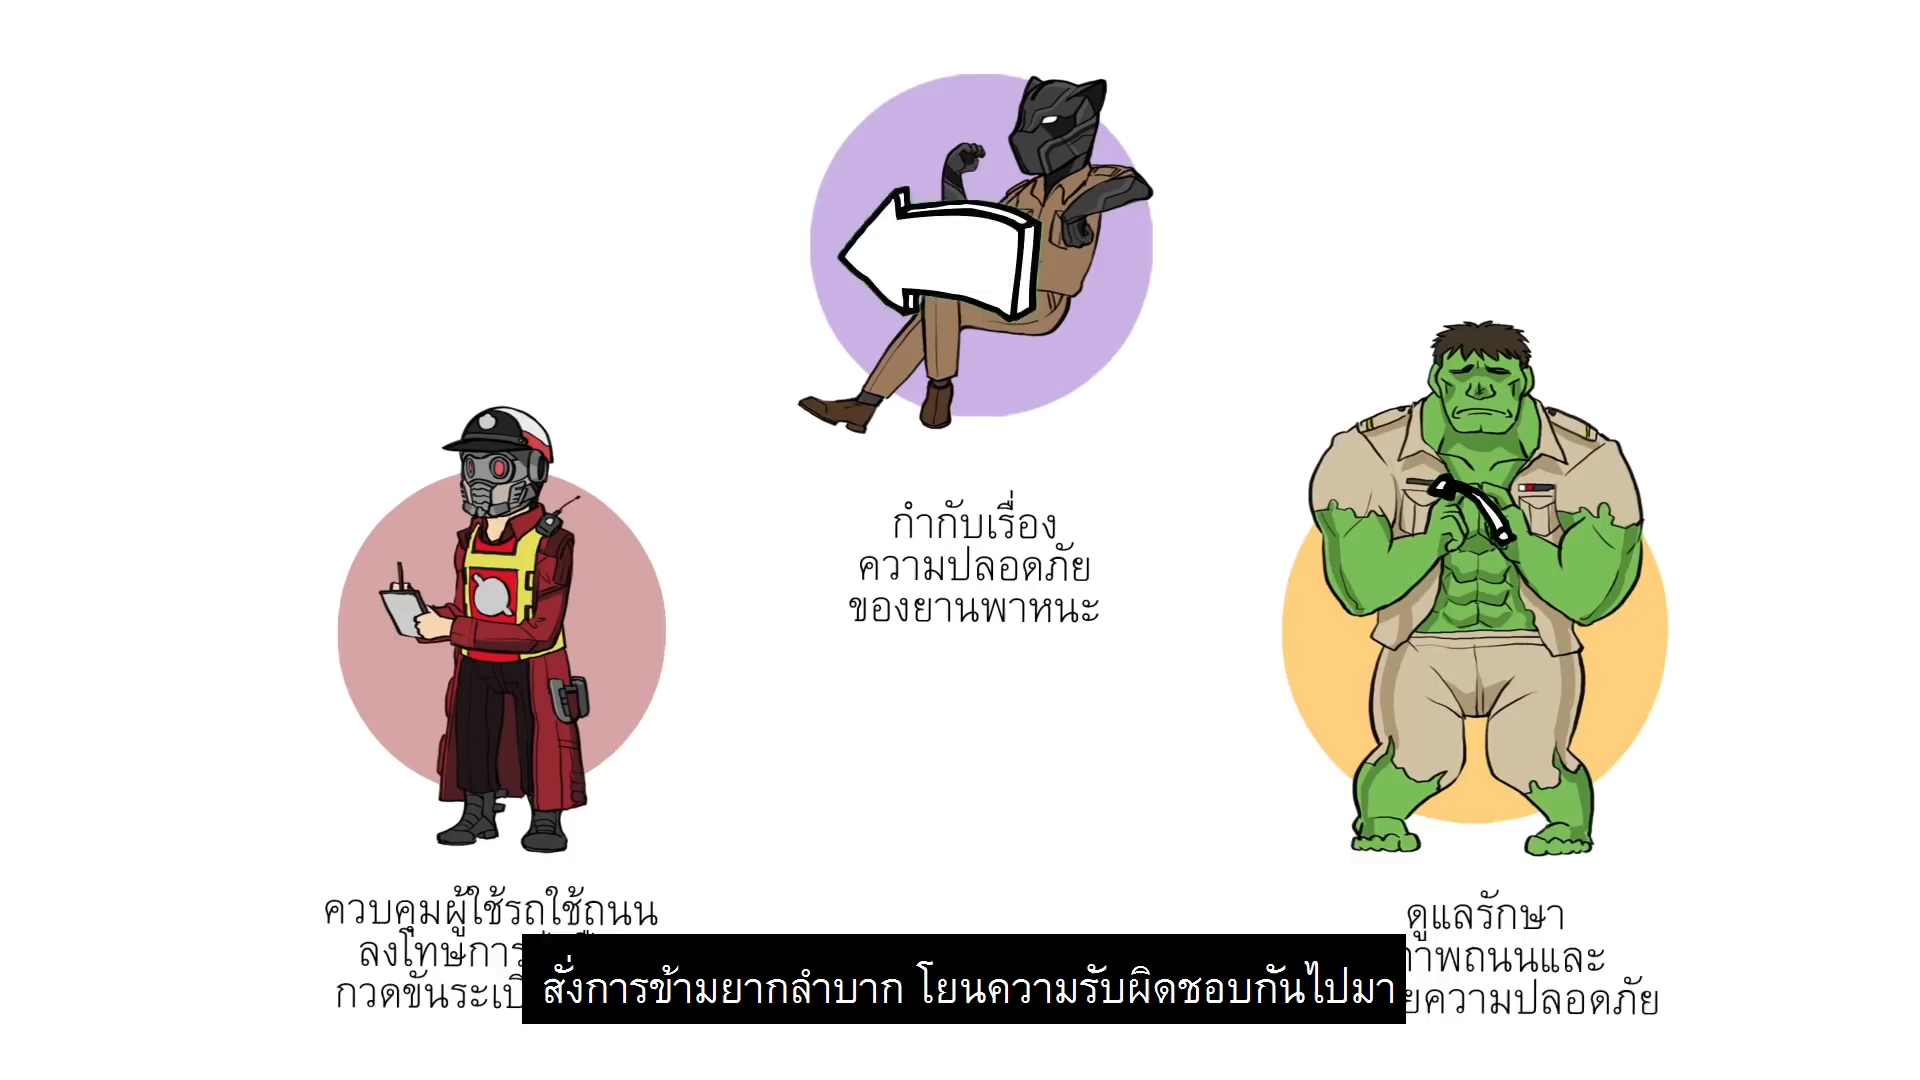 กำกับเรื่อง
ความปลอดภัย
ของยานพาหนะ
ควบคุมผู้ใช้รถใช้ถนน
ลงโทษการ
กวดขันระเบี
ดูแลรักษา
าพถนนและ
ยความปลอดภัย
สั่งการข้ามยากลำบาก โยนความรับผิดชอบกันไปมา